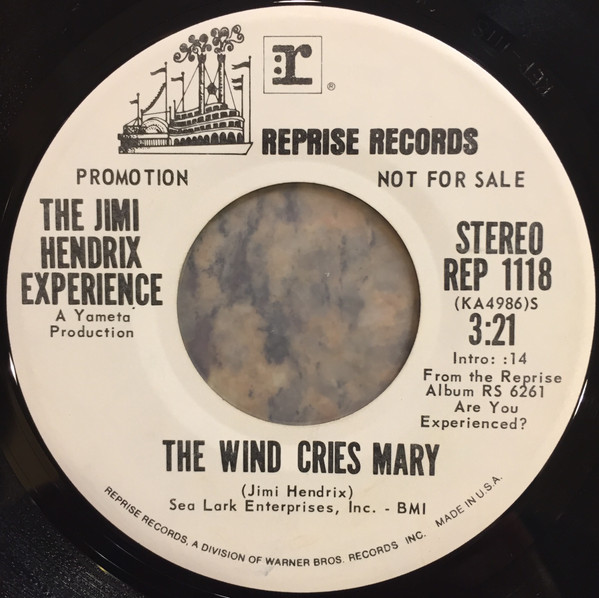 r:
®
REPRISE RECORDS
PROMOTION
NOT FOR SALE
THE JIMI
HENDRIX
EXPERIENCE
A Yameta
Production
STEREO
REP 1118
(KA4986)S
3:21
Intro: :14
From the Reprise
Album RS 6261
Are You
Experienced?
THE WIND CRIES MARY
(Jimi Hendrix)
Sea Lark Enterprises, Inc. - BMI
REPRISE RECORDS, A DIVISION OF WARNER BROS. RECORDS INC. MADE IN U.S.A.